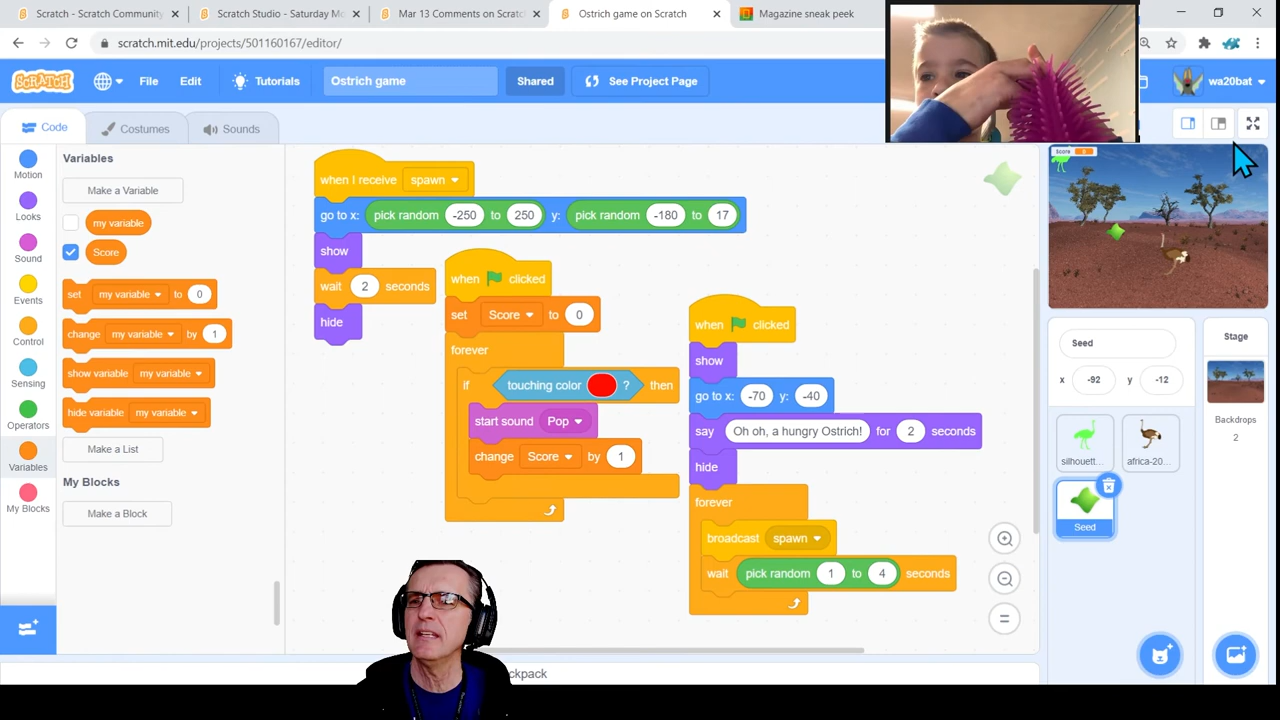 Scratch - Scratch Community
Scratch Studio - Saturday Mo
Mar 13 Comments on Scratch
Ostrich game on Scratch
Magazine sneak peek
scratch.mit.edu/projects/501160167/editor/
SCRATCH
File
Edit
Tutorials
Ostrich game
Shared
See Project Page
wa20bat
Code
Costumes
Sounds
Motion
Looks
Sound
Events
Control
Sensing
Operators
Variables
My Blocks
Variables
Make a Variable
my variable
Score
set my variable to 0
change my variable by 1
show variable my variable
hide variable my variable
Make a List
My Blocks
Make a Block
when I receive spawn
go to x: pick random -250 to 250 y: pick random -180 to 17
show
wait 2 seconds
hide
when clicked
set Score to 0
forever
if touching color ? then
start sound Pop
change Score by 1
when clicked
show
go to x: -70 y: -40
say Oh oh, a hungry Ostrich! for 2 seconds
hide
forever
broadcast spawn
wait pick random 1 to 4 seconds
ckpack
Score
Seed
x -92 y -12
silhouett...
africa-20...
Seed
Stage
Backdrops
2